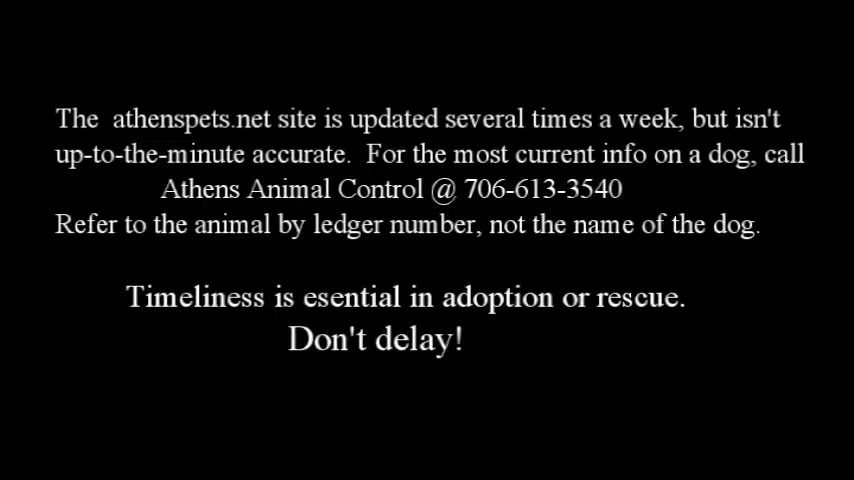 The  athenspets.net site is updated several times a week, but isn't
up-to-the-minute accurate.  For the most current info on a dog, call
Athens Animal Control @ 706-613-3540
Refer to the animal by ledger number, not the name of the dog.
Timeliness is esential in adoption or rescue.
Don't delay!